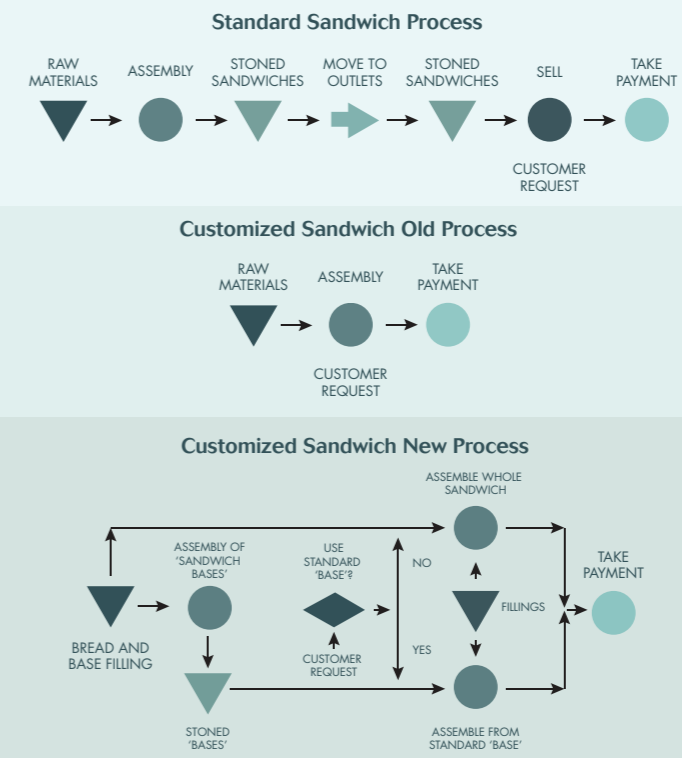 Standard Sandwich Process
RAW
MATERIALS
ASSEMBLY
STONED
SANDWICHES
MOVE TO
OUTLETS
STONED
SANDWICHES
SELL
TAKE
PAYMENT
CUSTOMER
REQUEST
Customized Sandwich Old Process
RAW
MATERIALS
ASSEMBLY
TAKE
PAYMENT
CUSTOMER
REQUEST
Customized Sandwich New Process
ASSEMBLE WHOLE
SANDWICH
ASSEMBLY OF
'SANDWICH
BASES'
USE
STANDARD
'BASE'?
NO
TAKE
PAYMENT
FILLINGS
BREAD AND
BASE FILLING
CUSTOMER
REQUEST
YES
STONED
'BASES'
ASSEMBLE FROM
STANDARD 'BASE'